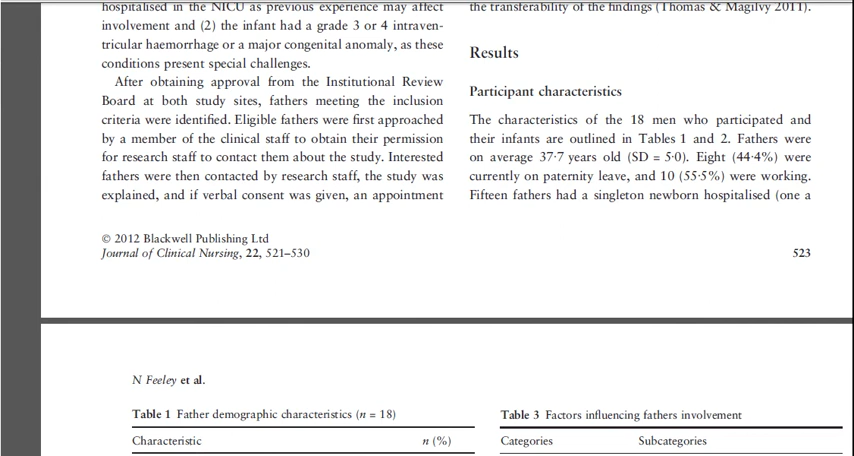 hospitalised in the NICU as previous experience may affect
involvement and (2) the infant had a grade 3 or 4 intraven-
tricular haemorrhage or a major congenital anomaly, as these
conditions present special challenges.
After obtaining approval from the Institutional Review
Board at both study sites, fathers meeting the inclusion
criteria were identified. Eligible fathers were first approached
by a member of the clinical staff to obtain their permission
for research staff to contact them about the study. Interested
fathers were then contacted by research staff, the study was
explained, and if verbal consent was given, an appointment
the transferability of the findings (Thomas & Magilvy 2011).
Results
Participant characteristics
The characteristics of the 18 men who participated and
their infants are outlined in Tables 1 and 2. Fathers were
on average 37·7 years old (SD = 5·0). Eight (44·4%) were
currently on paternity leave, and 10 (55·5%) were working.
Fifteen fathers had a singleton newborn hospitalised (one a
© 2012 Blackwell Publishing Ltd
Journal of Clinical Nursing, 22, 521–530
523
N Feeley et al.
Table 1 Father demographic characteristics (n = 18)
Characteristic n (%)
Table 3 Factors influencing fathers involvement
Categories Subcategories